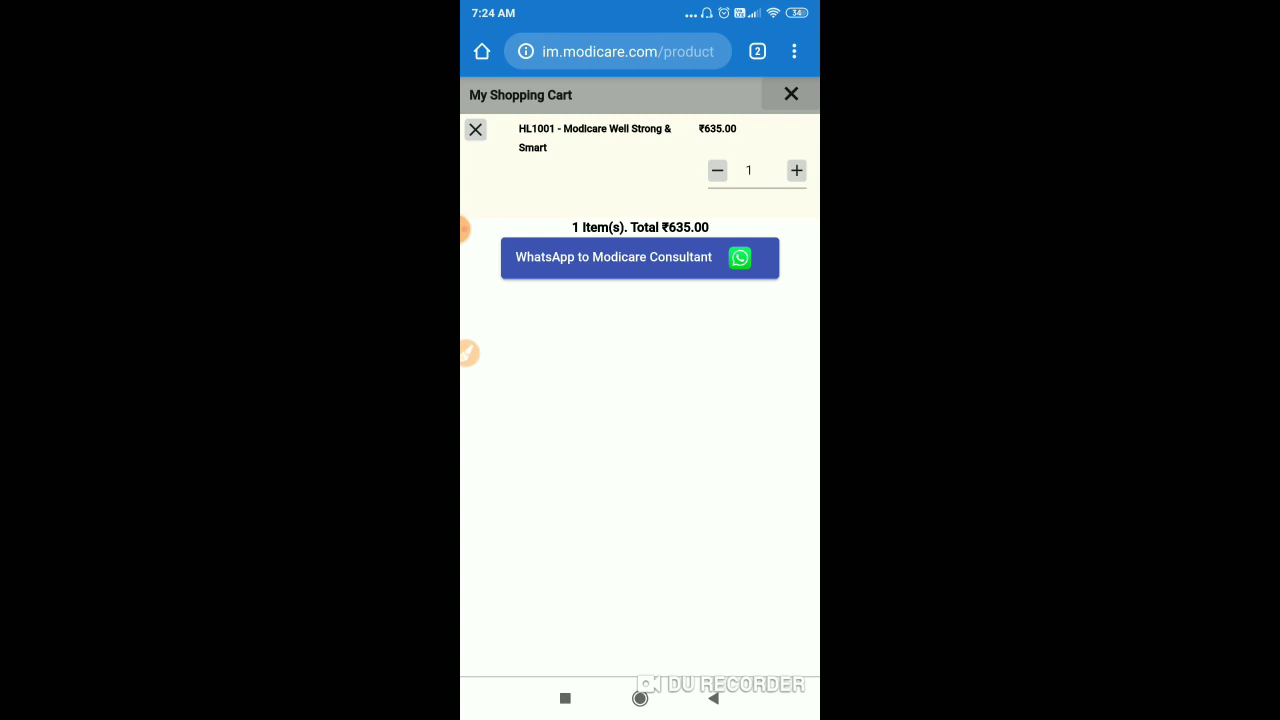 7:24 AM
34
im.modicare.com/product
2
My Shopping Cart
HL1001 - Modicare Well Strong & ₹635.00
Smart
1
1 Item(s). Total ₹635.00
WhatsApp to Modicare Consultant
DU RECORDER